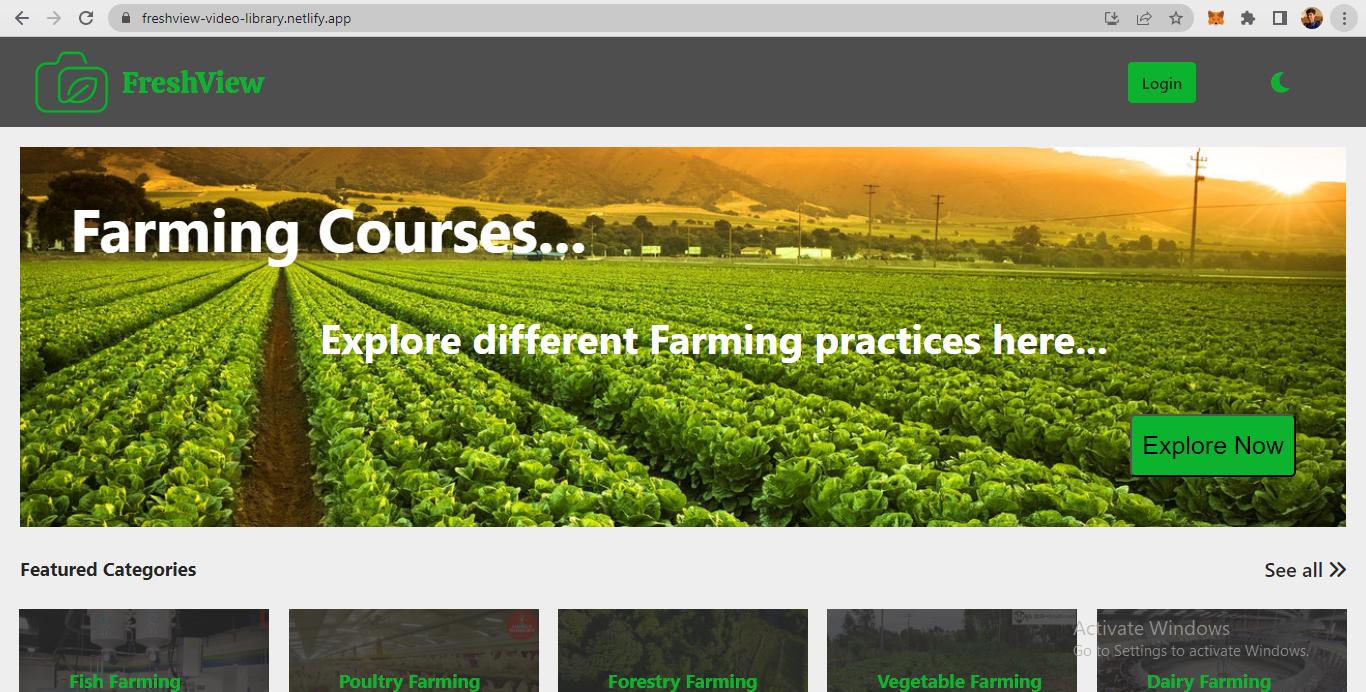 freshview-video-library.netlify.app
FreshView
Login
Farming Courses...
Explore different Farming practices here...
Explore Now
Featured Categories
See all
Fish Farming
Poultry Farming
Forestry Farming
Vegetable Farming
Dairy Farming
Activate Windows
Go to Settings to activate Windows.